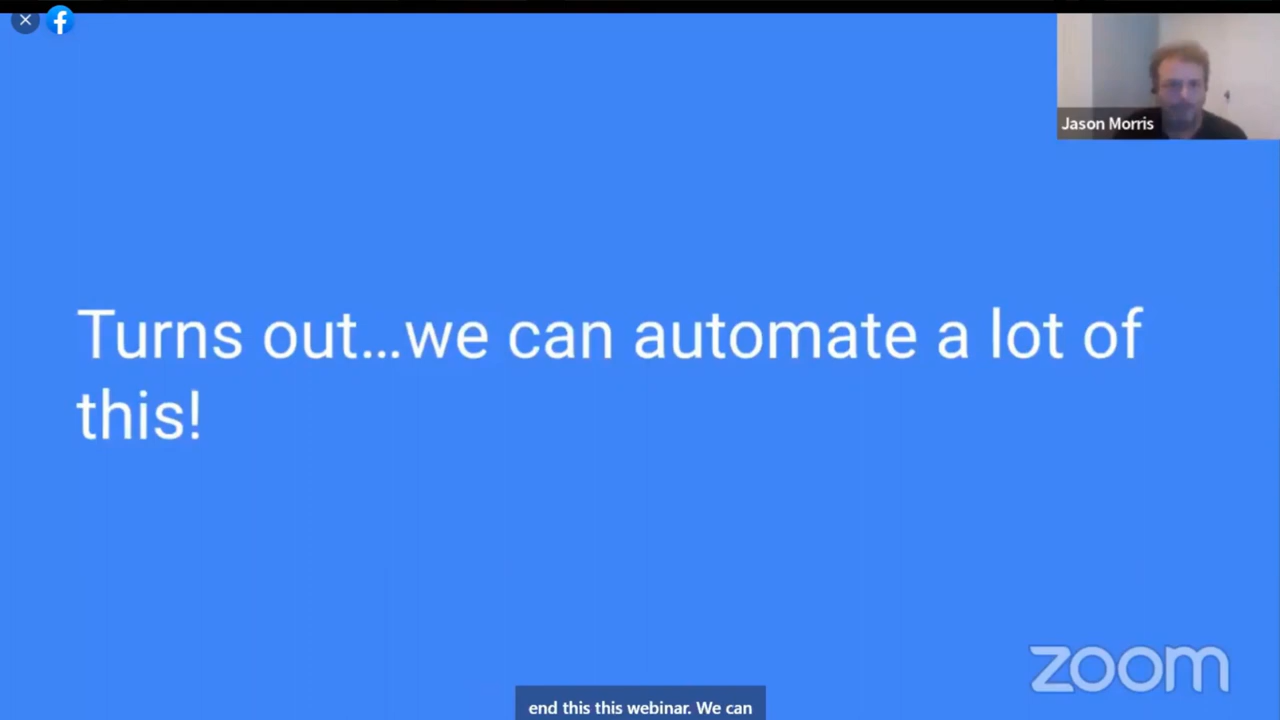 Jason Morris
Turns out...we can automate a lot of
this!
zoom
end this this webinar. We can